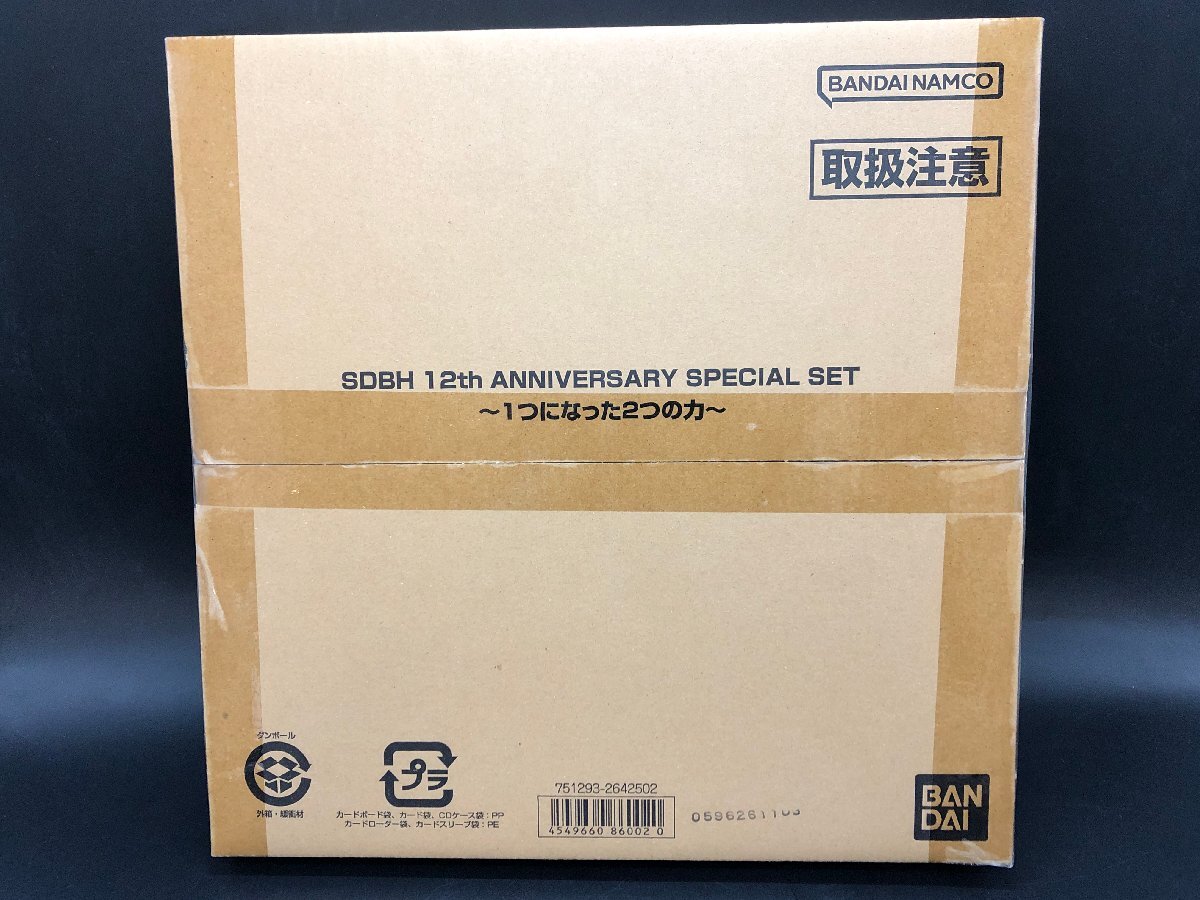 BANDAI NAMCO
取扱注意
SDBH 12th ANNIVERSARY SPECIAL SET
～1つになった2つの力～
ダンボール
外箱・緩衝材
プラ
カードボード袋、カード袋、CDケース袋：PP
カードローダー袋、カードスリーブ袋：PE
751293-2642502
4549660 86002 0
0596261103
BAN
DAI